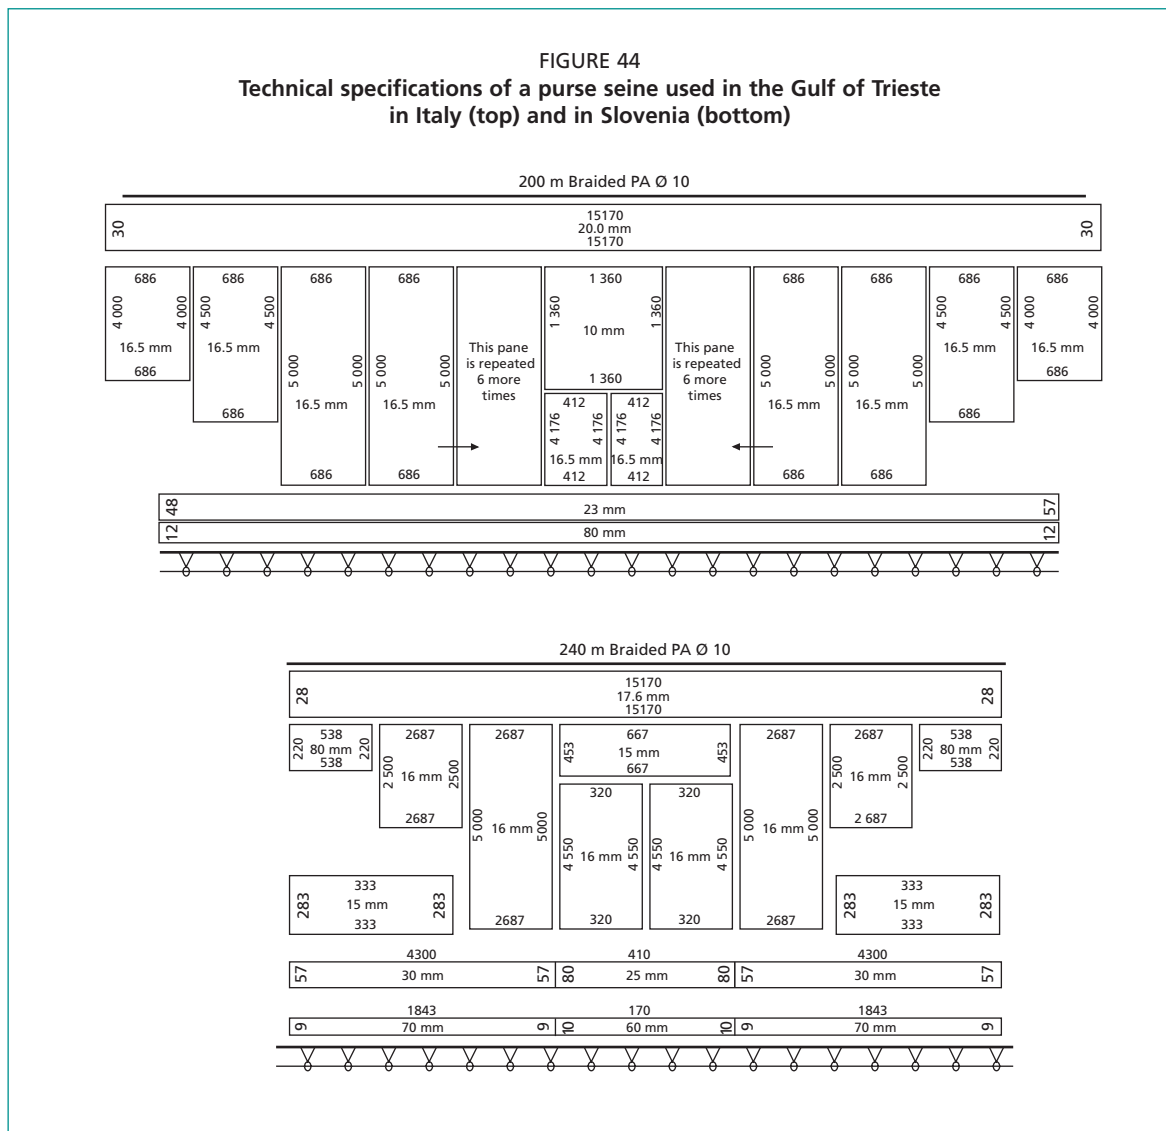 FIGURE 44
Technical specifications of a purse seine used in the Gulf of Trieste
in Italy (top) and in Slovenia (bottom)
200 m Braided PA Ø 10
30
15170
20.0 mm
15170
30
686
4 000
4 000
16.5 mm
686
686
4 500
4 500
16.5 mm
686
686
5 000
5 000
16.5 mm
686
686
5 000
5 000
16.5 mm
686
This pane
is repeated
6 more
times
1 360
1 360
1 360
10 mm
1 360
412
4 176
4 176
16.5 mm
412
412
4 176
4 176
16.5 mm
412
This pane
is repeated
6 more
times
686
5 000
5 000
16.5 mm
686
686
5 000
5 000
16.5 mm
686
686
4 500
4 500
16.5 mm
686
686
4 000
4 000
16.5 mm
686
48
23 mm
57
12
80 mm
12
240 m Braided PA Ø 10
28
15170
17.6 mm
15170
28
538
220
80 mm
220
538
2687
2 500
16 mm
2500
2687
2687
5 000
16 mm
5000
2687
667
453
15 mm
453
667
320
4 550
16 mm
4 550
320
320
4 550
16 mm
4 550
320
2687
5 000
16 mm
5 000
2687
2687
2 500
16 mm
2 500
2 687
538
220
80 mm
220
538
333
283
15 mm
283
333
333
283
15 mm
283
333
4300
410
4300
57
30 mm
57
80
25 mm
80
57
30 mm
57
1843
170
1843
9
70 mm
9
10
60 mm
10
9
70 mm
9